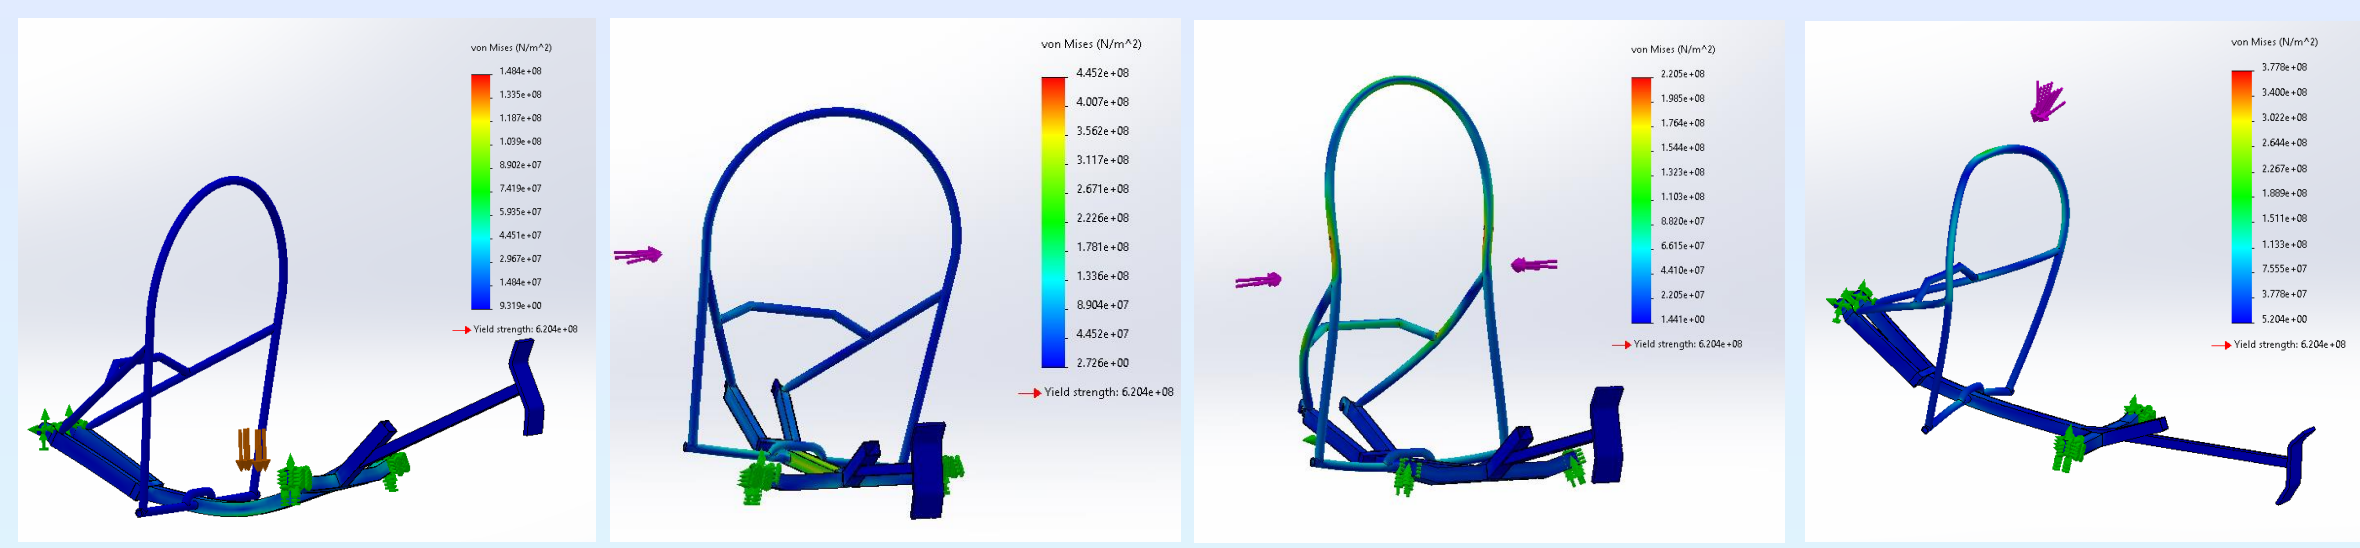 von Mises (N/m^2)
1.484e+08
1.335e+08
1.187e+08
1.039e+08
8.902e+07
7.419e+07
5.935e+07
4.451e+07
2.967e+07
1.484e+07
9.319e+00
Yield strength: 6.204e+08
von Mises (N/m^2)
4.452e+08
4.007e+08
3.562e+08
3.117e+08
2.671e+08
2.226e+08
1.781e+08
1.336e+08
8.904e+07
4.452e+07
2.726e+00
Yield strength: 6.204e+08
von Mises (N/m^2)
2.205e+08
1.985e+08
1.764e+08
1.544e+08
1.323e+08
1.103e+08
8.820e+07
6.615e+07
4.410e+07
2.205e+07
1.441e+00
Yield strength: 6.204e+08
von Mises (N/m^2)
3.778e+08
3.400e+08
3.022e+08
2.644e+08
2.267e+08
1.889e+08
1.511e+08
1.133e+08
7.555e+07
3.778e+07
5.204e+00
Yield strength: 6.204e+08